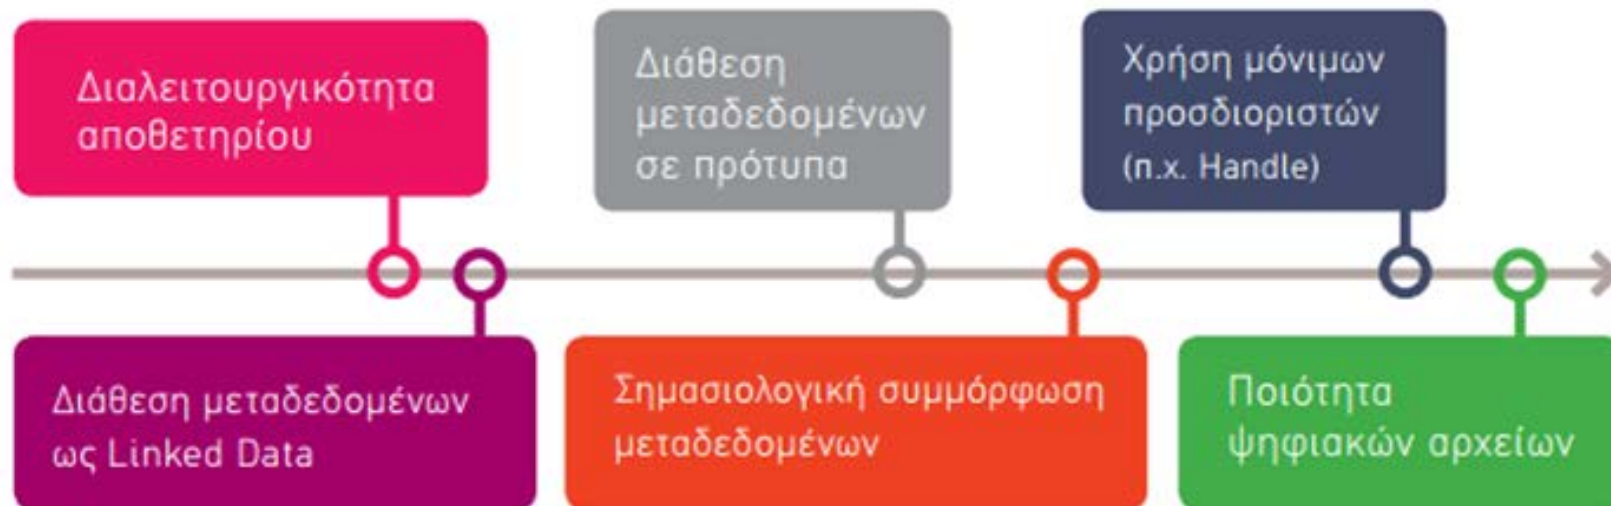 Διαλειτουργικότητα
αποθετηρίου
Διάθεση
μεταδεδομένων
σε πρότυπα
Χρήση μόνιμων
προσδιοριστών
(π.χ. Handle)
Διάθεση μεταδεδομένων
ως Linked Data
Σημασιολογική συμμόρφωση
μεταδεδομένων
Ποιότητα
ψηφιακών αρχείων